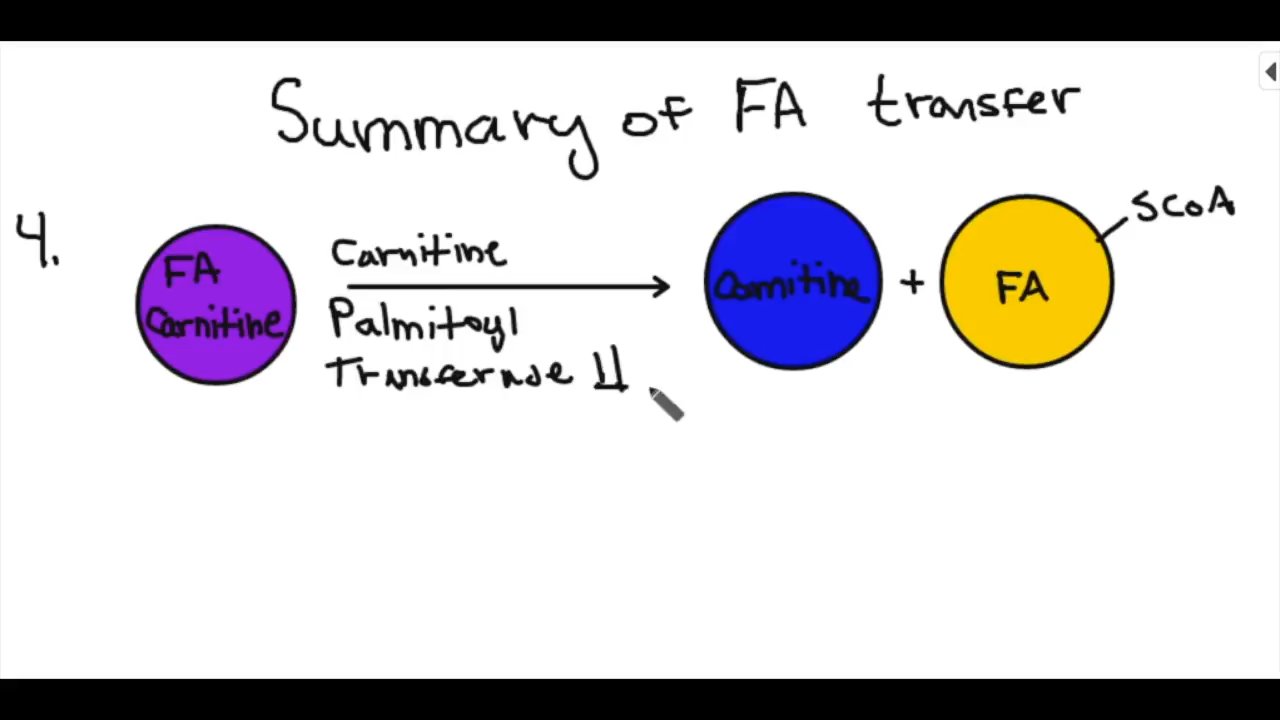 Summary of FA transfer
4.
FA
Carnitine
Carnitine
Palmitoyl
Transferase II
Carnitine
+
FA
SCoA